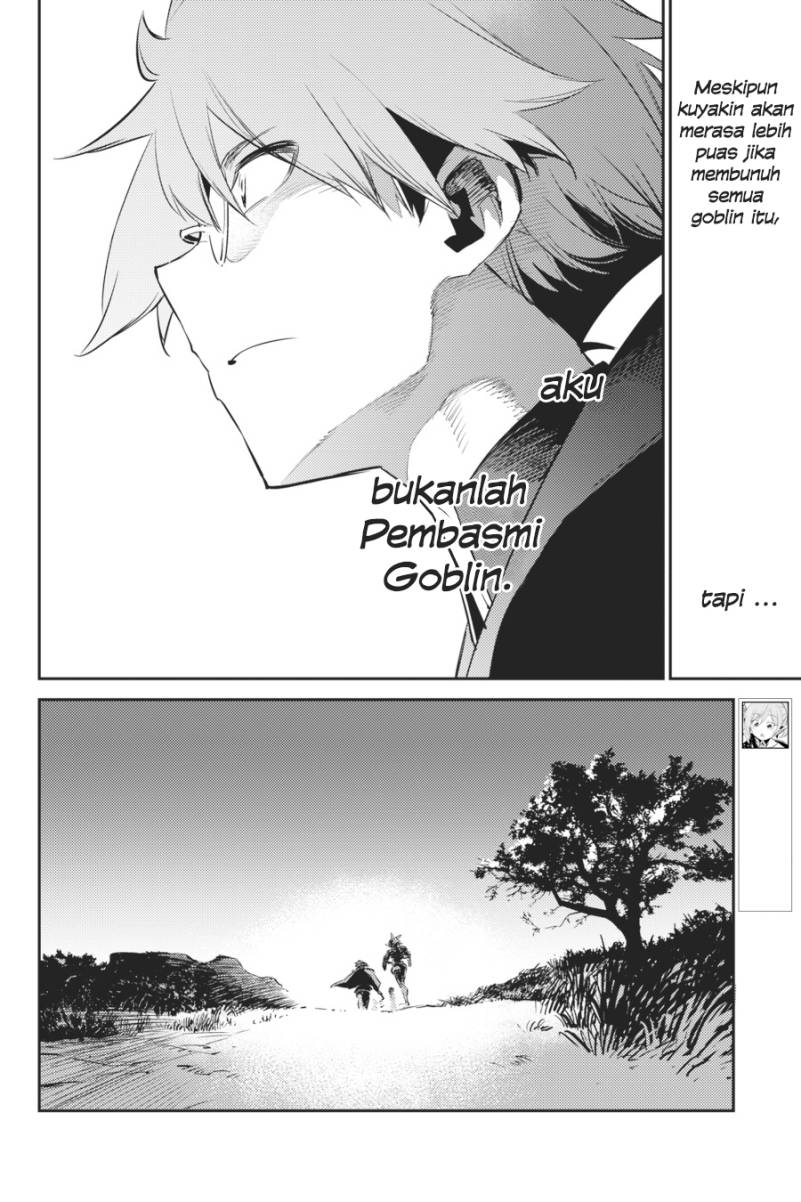 Meskipun
kuyakin akan
merasa lebih
puas jika
membunuh
semua
goblin itu,
tapi ...
aku
bukanlah
Pembasmi
Goblin.